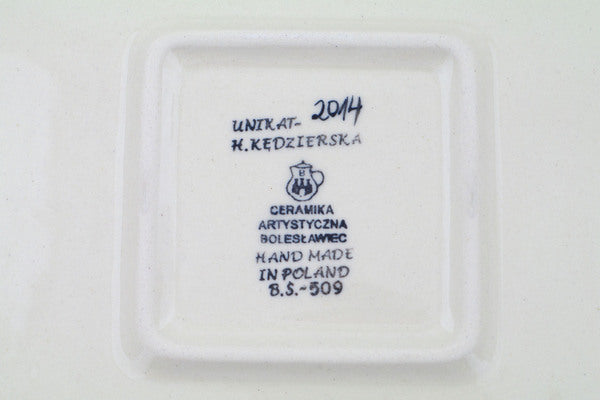 UNIKAT- 2014
H.KĘDZIERSKA
B
CERAMIKA
ARTYSTYCZNA
BOLESŁAWIEC
HAND MADE
IN POLAND
B.Ś.-509